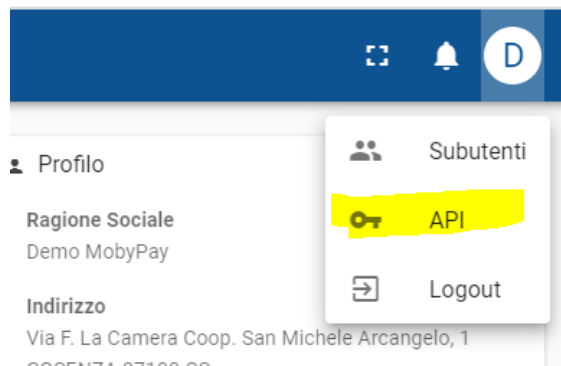 D
Subutenti
Profilo
API
Ragione Sociale
Demo MobyPay
Logout
Indirizzo
Via F. La Camera Coop. San Michele Arcangelo, 1